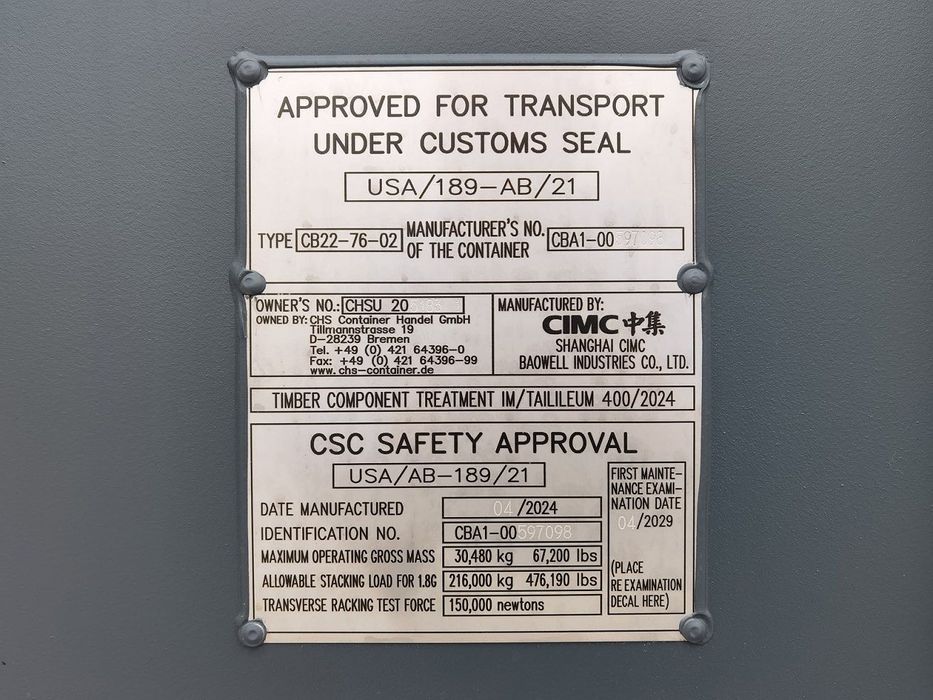 APPROVED FOR TRANSPORT
UNDER CUSTOMS SEAL
USA/189-AB/21
TYPE CB22-76-02 MANUFACTURER'S NO. OF THE CONTAINER CBA1-00597098
OWNER'S NO.: CHSU 20
OWNED BY: CHS Container Handel GmbH
Tillmannstrasse 19
D-28239 Bremen
Tel. +49 (0) 421 64396-0
Fax: +49 (0) 421 64396-99
www.chs-container.de
MANUFACTURED BY:
CIMC 中集
SHANGHAI CIMC
BAOWELL INDUSTRIES CO., LTD.
TIMBER COMPONENT TREATMENT IM/TAILILEUM 400/2024
CSC SAFETY APPROVAL
USA/AB-189/21
DATE MANUFACTURED 04/2024
IDENTIFICATION NO. CBA1-00597098
MAXIMUM OPERATING GROSS MASS 30,480 kg 67,200 lbs
ALLOWABLE STACKING LOAD FOR 1.8G 216,000 kg 476,190 lbs
TRANSVERSE RACKING TEST FORCE 150,000 newtons
FIRST MAINTE-
NANCE EXAMI-
NATION DATE
04/2029
(PLACE
RE EXAMINATION
DECAL HERE)